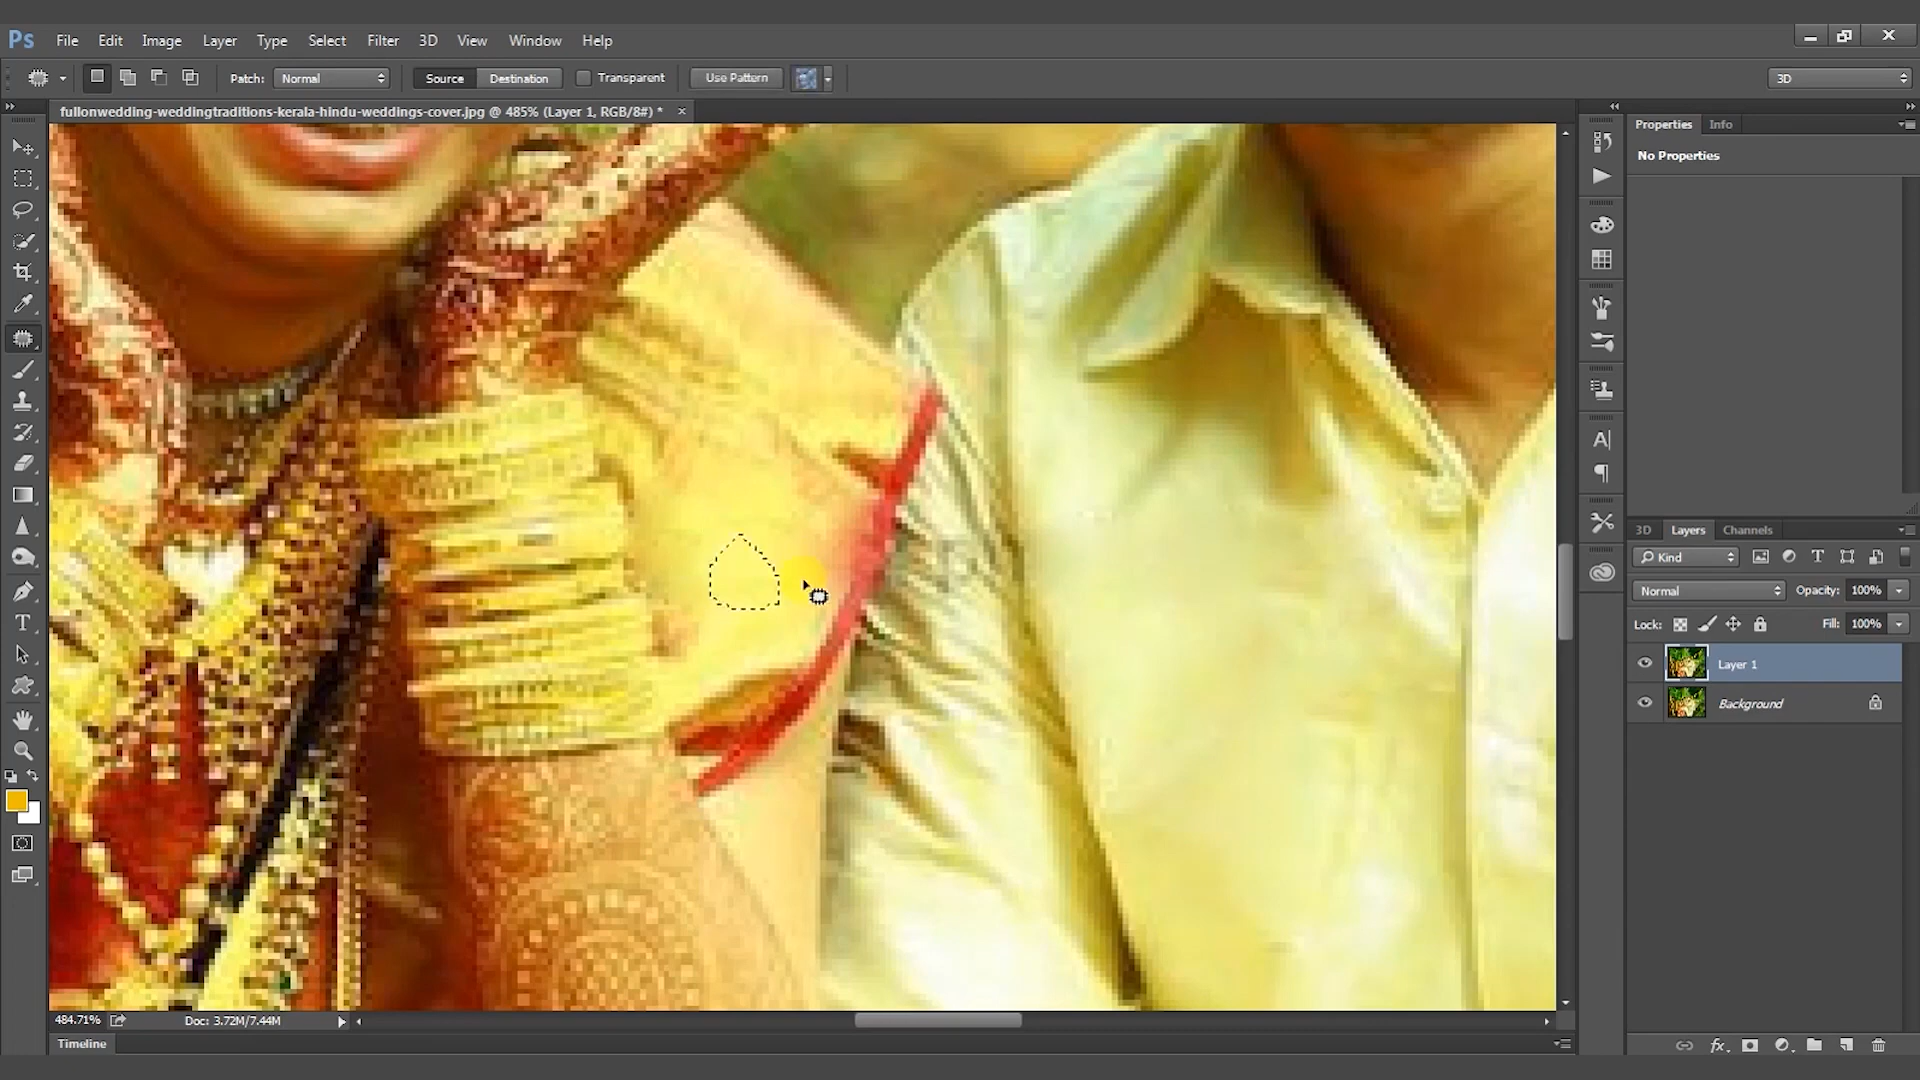 Ps File Edit Image Layer Type Select Filter 3D View Window Help
Patch: Normal Source Destination Transparent Use Pattern 3D
fullonwedding-weddingtraditions-kerala-hindu-weddings-cover.jpg @ 485% (Layer 1, RGB/8#) *
Properties Info
No Properties
3D Layers Channels
Kind
Normal Opacity: 100%
Lock: Fill: 100%
Layer 1
Background
484.71% Doc: 3.72M/7.44M
Timeline